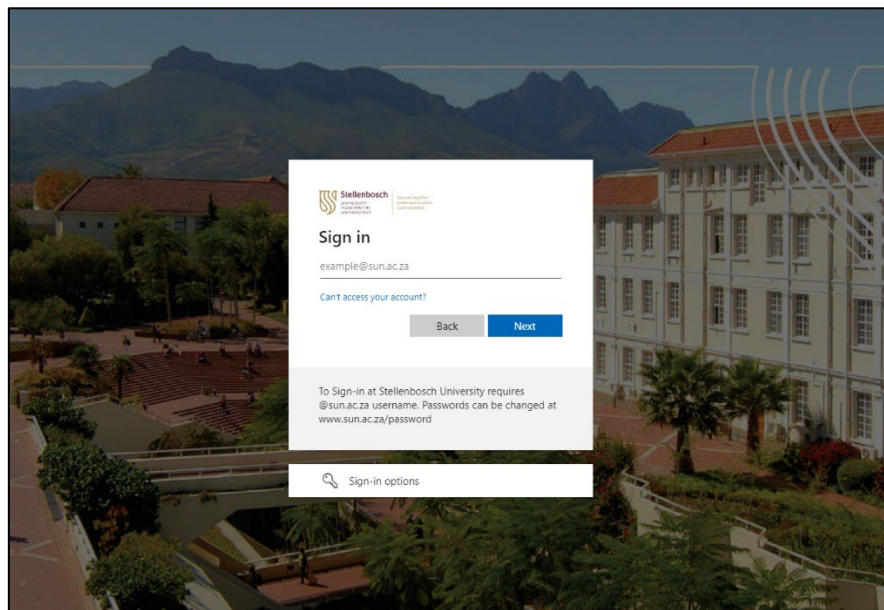 Stellenbosch
UNIVERSITY
IYUNIVESITHI
UNIVERSITEIT
Sign in
example@sun.ac.za
Can't access your account?
Back
Next
To Sign-in at Stellenbosch University requires
@sun.ac.za username. Passwords can be changed at
www.sun.ac.za/password
Sign-in options